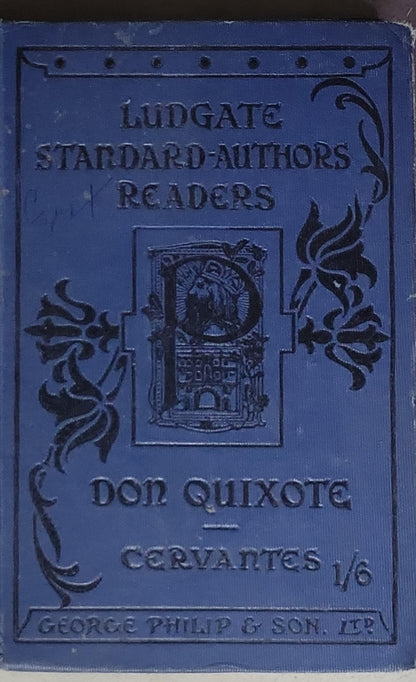 LUDGATE
STANDARD-AUTHORS
READERS
P
DON QUIXOTE
CERVANTES 1/6
GEORGE PHILIP & SON. LTD.